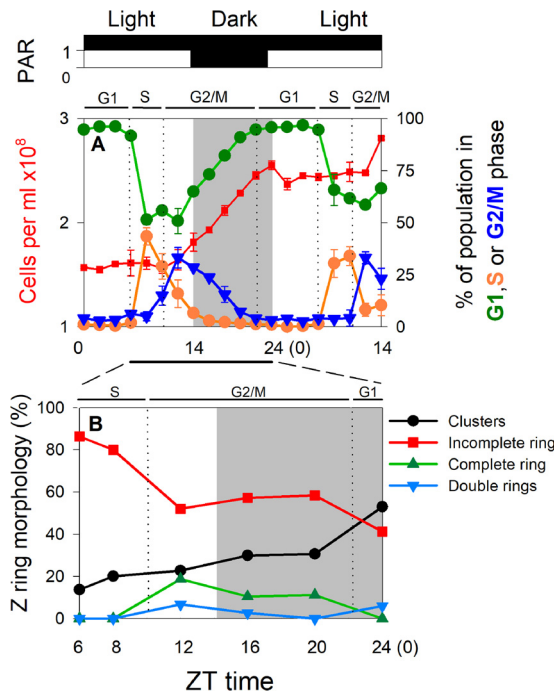 Light Dark Light
PAR
1 1
0
G1 S G2/M G1 S G2/M
A
3 100
75
2 50
25
1 0
0 14 24 (0) 14
Cells per ml x10⁸
% of population in
G1, S or G2/M phase
S G2/M G1
B
100
80
60
40
20
0
6 8 12 16 20 24 (0)
Z ring morphology (%)
ZT time
Clusters
Incomplete ring
Complete ring
Double rings